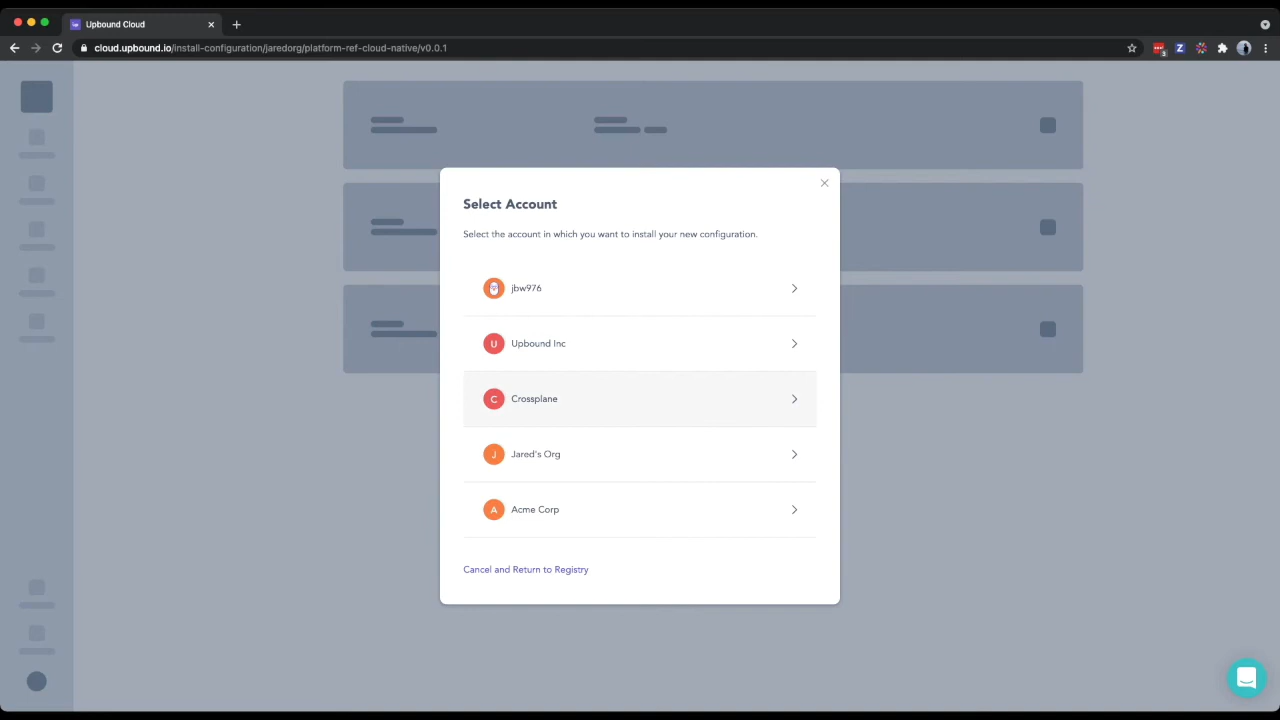 Upbound Cloud
cloud.upbound.io/install-configuration/jaredorg/platform-ref-cloud-native/v0.0.1
Select Account
Select the account in which you want to install your new configuration.
jbw976
U Upbound Inc
C Crossplane
J Jared's Org
A Acme Corp
Cancel and Return to Registry